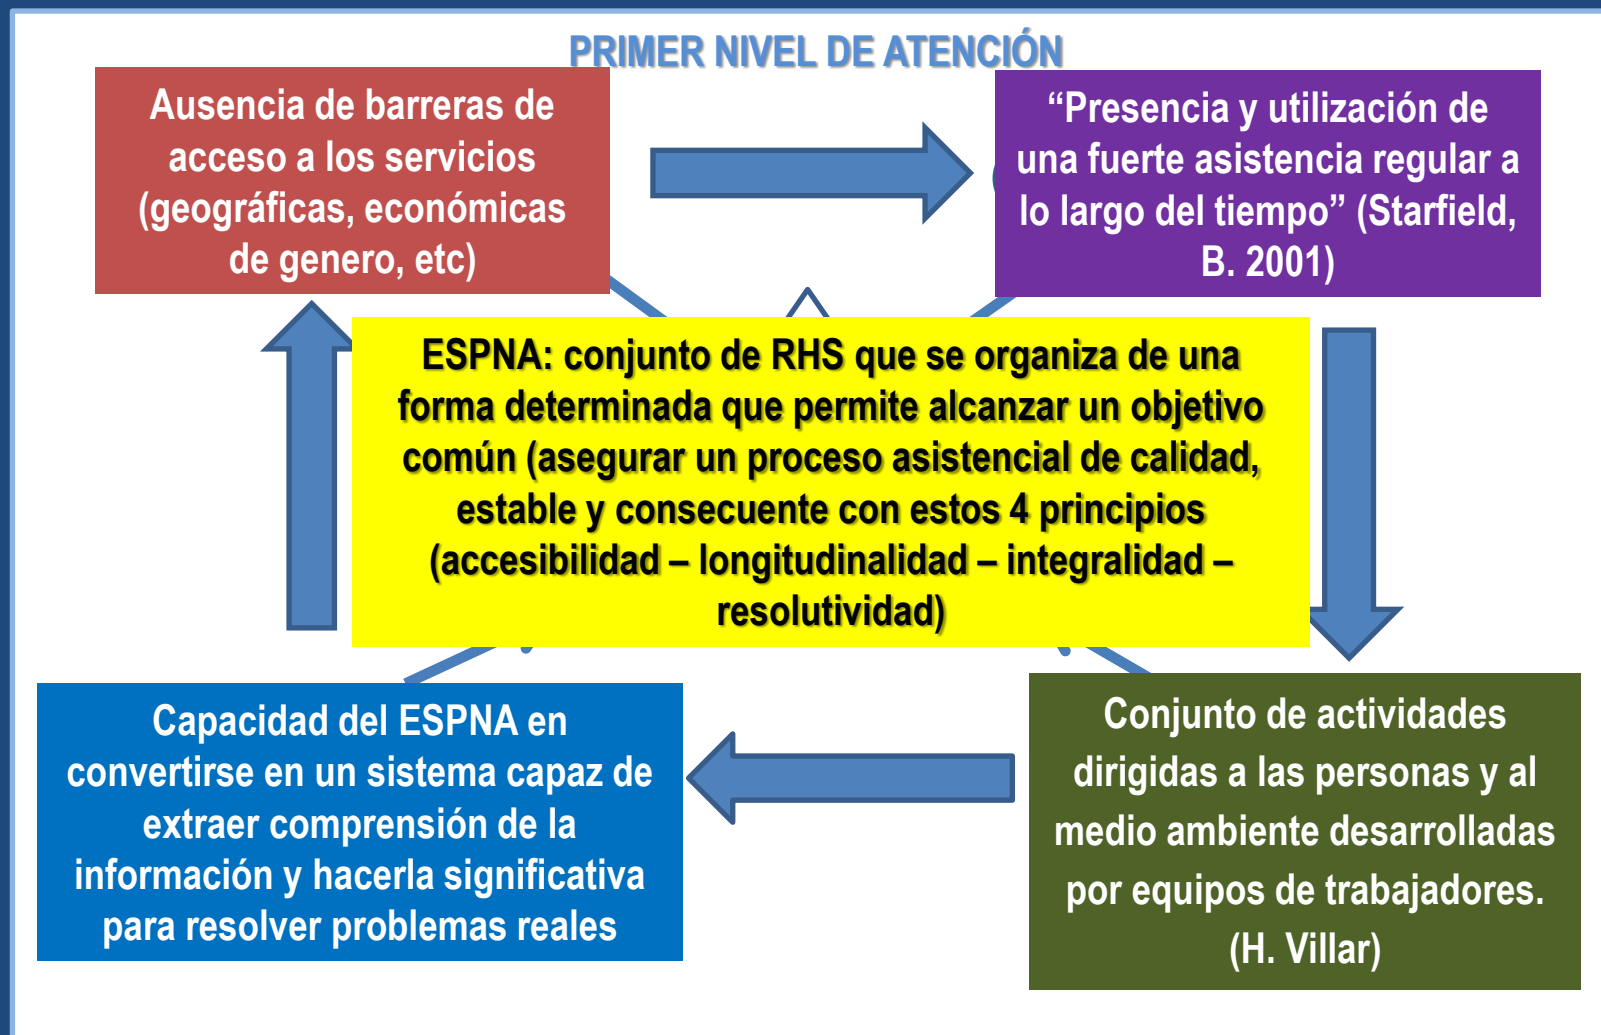 PRIMER NIVEL DE ATENCIÓN
Ausencia de barreras de
acceso a los servicios
(geográficas, económicas
de genero, etc)
“Presencia y utilización de
una fuerte asistencia regular a
lo largo del tiempo” (Starfield,
B. 2001)
ESPNA: conjunto de RHS que se organiza de una
forma determinada que permite alcanzar un objetivo
común (asegurar un proceso asistencial de calidad,
estable y consecuente con estos 4 principios
(accesibilidad – longitudinalidad – integralidad –
resolutividad)
Capacidad del ESPNA en
convertirse en un sistema capaz de
extraer comprensión de la
información y hacerla significativa
para resolver problemas reales
Conjunto de actividades
dirigidas a las personas y al
medio ambiente desarrolladas
por equipos de trabajadores.
(H. Villar)